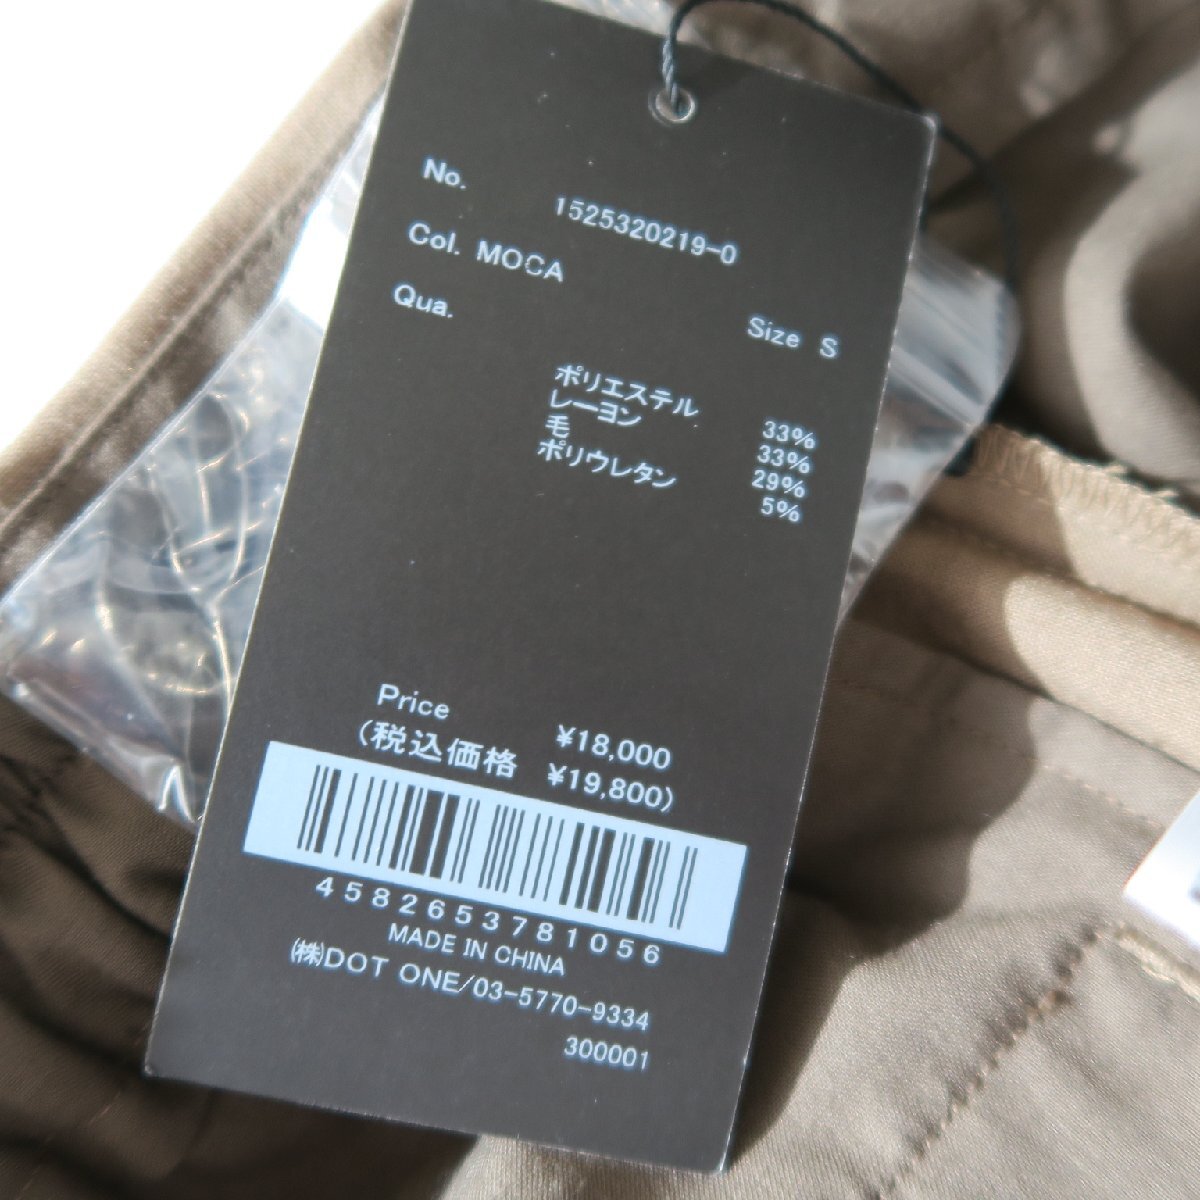 No. 1525320219-0
Col. MOCA
Qua. Size S
ポリエステル 33%
レーヨン 33%
毛 29%
ポリウレタン 5%
Price ¥18,000
(税込価格 ¥19,800)
4582653781056
MADE IN CHINA
㈱DOT ONE/03-5770-9334
300001